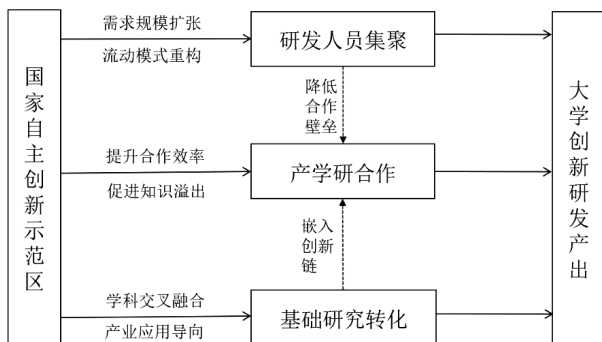 国家自主创新示范区
需求规模扩张
流动模式重构
研发人员集聚
降低
合作
壁垒
提升合作效率
促进知识溢出
产学研合作
嵌入
创新
链
学科交叉融合
产业应用导向
基础研究转化
大学创新研发产出